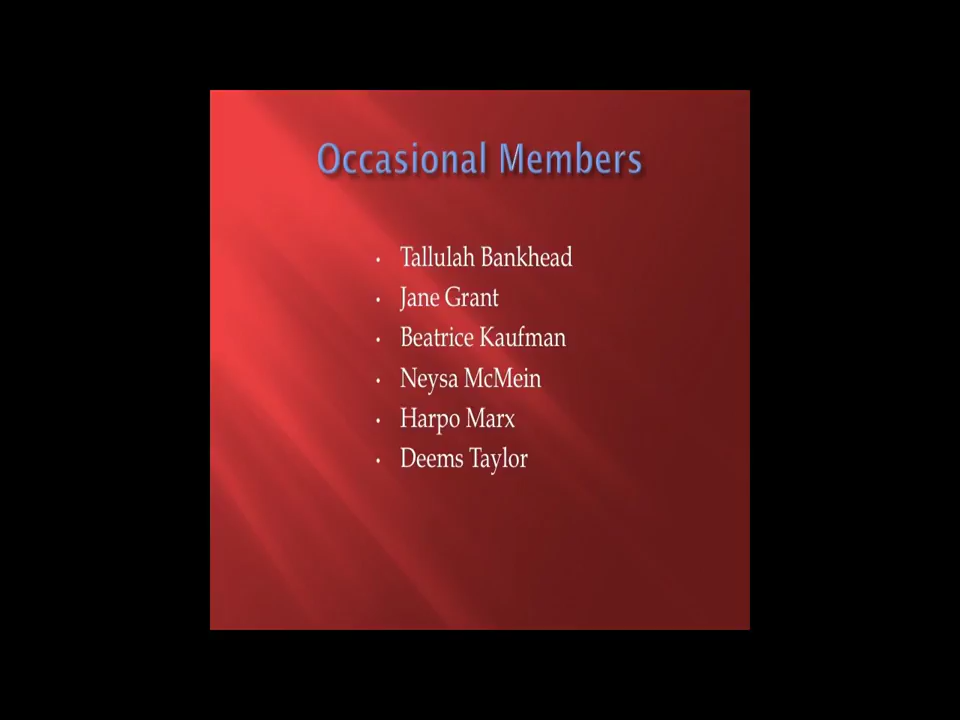 Occasional Members
• Tallulah Bankhead
• Jane Grant
• Beatrice Kaufman
• Neysa McMein
• Harpo Marx
• Deems Taylor